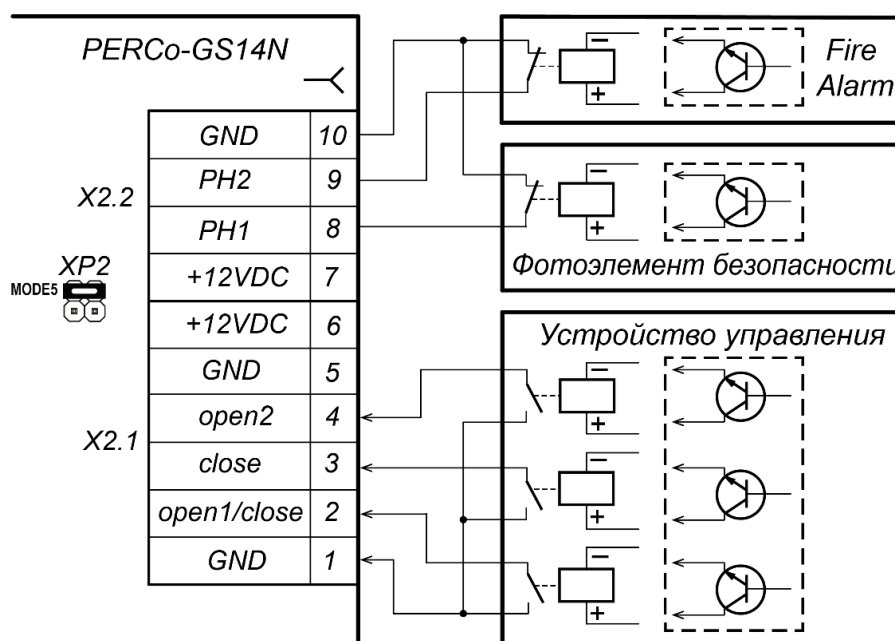 PERCo-GS14N
Fire
Alarm
GND 10
PH2 9
X2.2
PH1 8
XP2
+12VDC 7
MODE5
Фотоэлемент безопасности
+12VDC 6
Устройство управления
GND 5
open2 4
X2.1
close 3
open1/close 2
GND 1